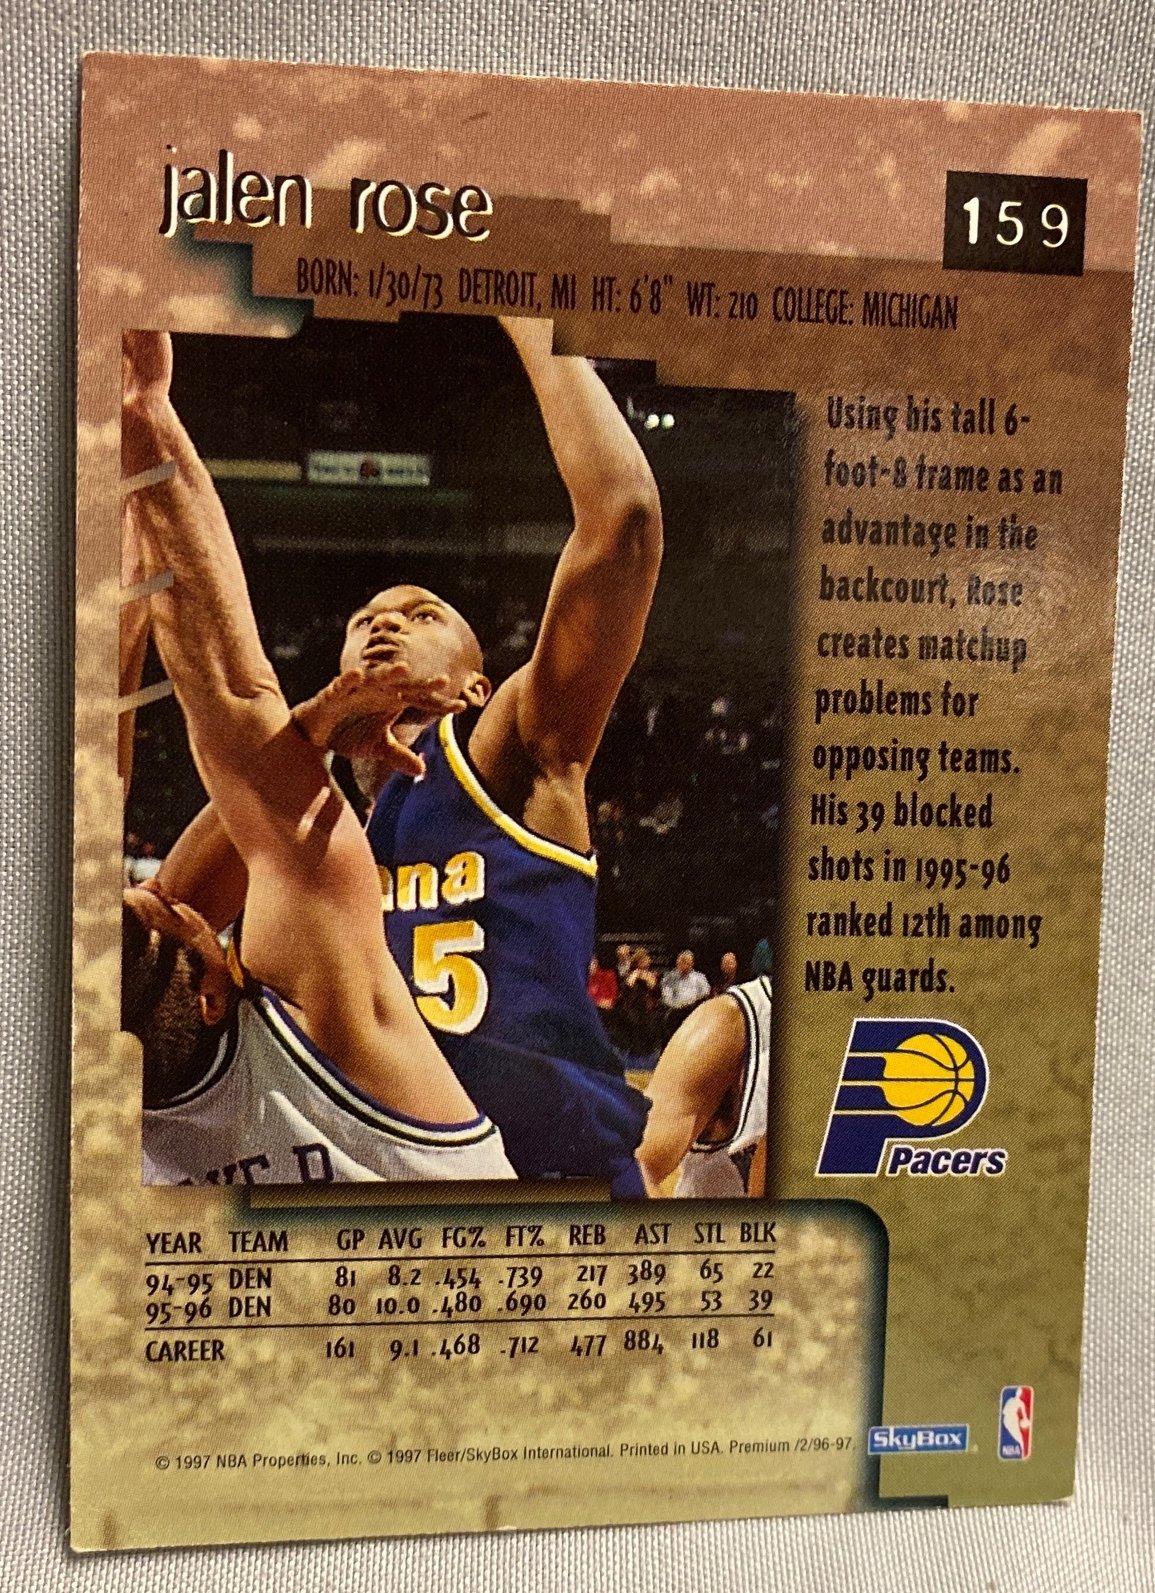 jalen rose
159
BORN: 1/30/73 DETROIT, MI HT: 6'8" WT: 210 COLLEGE: MICHIGAN
Using his tall 6-
foot-8 frame as an
advantage in the
backcourt, Rose
creates matchup
problems for
opposing teams.
His 39 blocked
shots in 1995-96
ranked 12th among
NBA guards.
ana
5
Pacers
YEAR TEAM GP AVG FG% FT% REB AST STL BLK
94-95 DEN 81 8.2 .454 .739 217 389 65 22
95-96 DEN 80 10.0 .480 .690 260 495 53 39
CAREER 161 9.1 .468 .712 477 884 118 61
© 1997 NBA Properties, Inc. © 1997 Fleer/SkyBox International. Printed in USA. Premium /2/96-97.
SkyBox
NBA